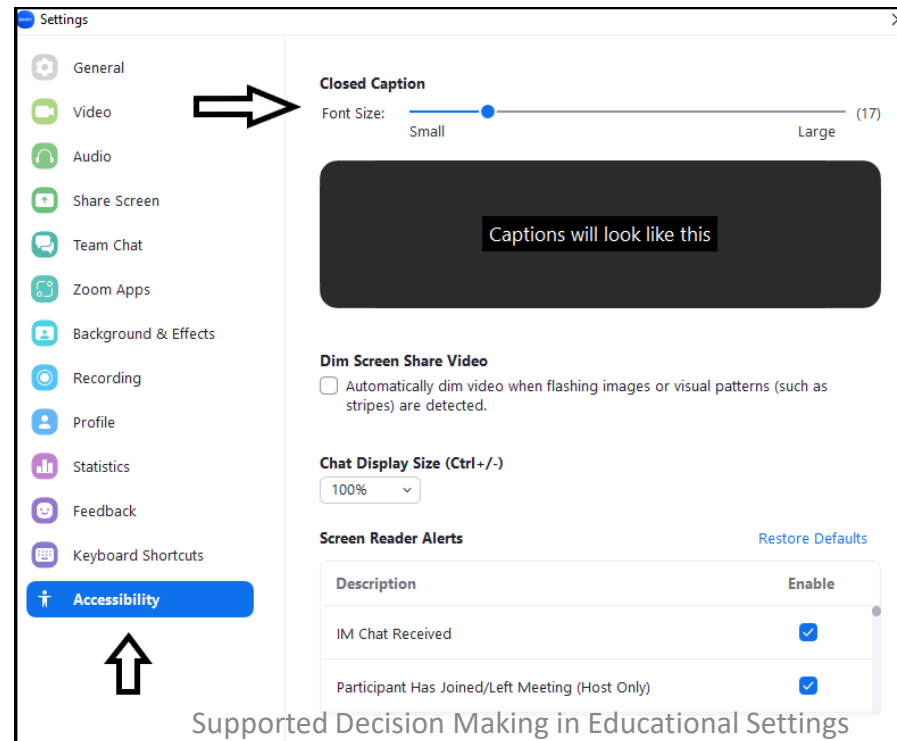 zoom Settings
General
Video
Audio
Share Screen
Team Chat
Zoom Apps
Background & Effects
Recording
Profile
Statistics
Feedback
Keyboard Shortcuts
Accessibility
Closed Caption
Font Size: (17)
Small Large
Captions will look like this
Dim Screen Share Video
Automatically dim video when flashing images or visual patterns (such as
stripes) are detected.
Chat Display Size (Ctrl+/-)
100%
Screen Reader Alerts Restore Defaults
Description Enable
IM Chat Received
Participant Has Joined/Left Meeting (Host Only)
Supported Decision Making in Educational Settings